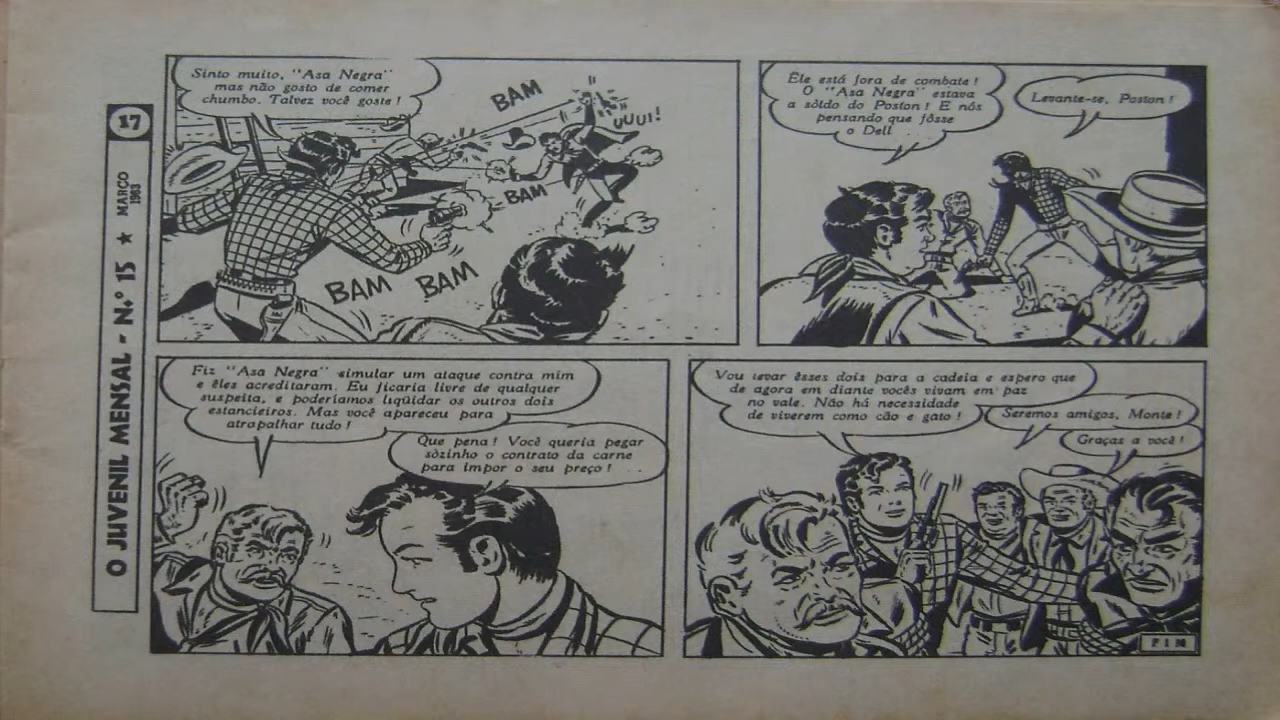 17
O JUVENIL MENSAL - N.º 15 ★ MARÇO
1963
Sinto muito, "Asa Negra"
mas não gosto de comer
chumbo. Talvez você goste!
BAM
UUUI!
BAM
BAM
BAM
Êle está fora de combate!
O "Asa Negra" estava
a sôldo do Poston! E nós
pensando que fôsse
o Dell
Levante-se, Poston!
Fiz "Asa Negra" simular um ataque contra mim
e êles acreditaram. Eu ficaria livre de qualquer
suspeita, e poderíamos liqüidar os outros dois
estancieiros. Mas você apareceu para
atrapalhar tudo!
Que pena! Você queria pegar
sòzinho o contrato da carne
para impor o seu preço!
Vou levar êsses dois para a cadeia e espero que
de agora em diante vocês vivam em paz
no vale. Não há necessidade
de viverem como cão e gato!
Seremos amigos, Monte!
Graças a você!
FIM